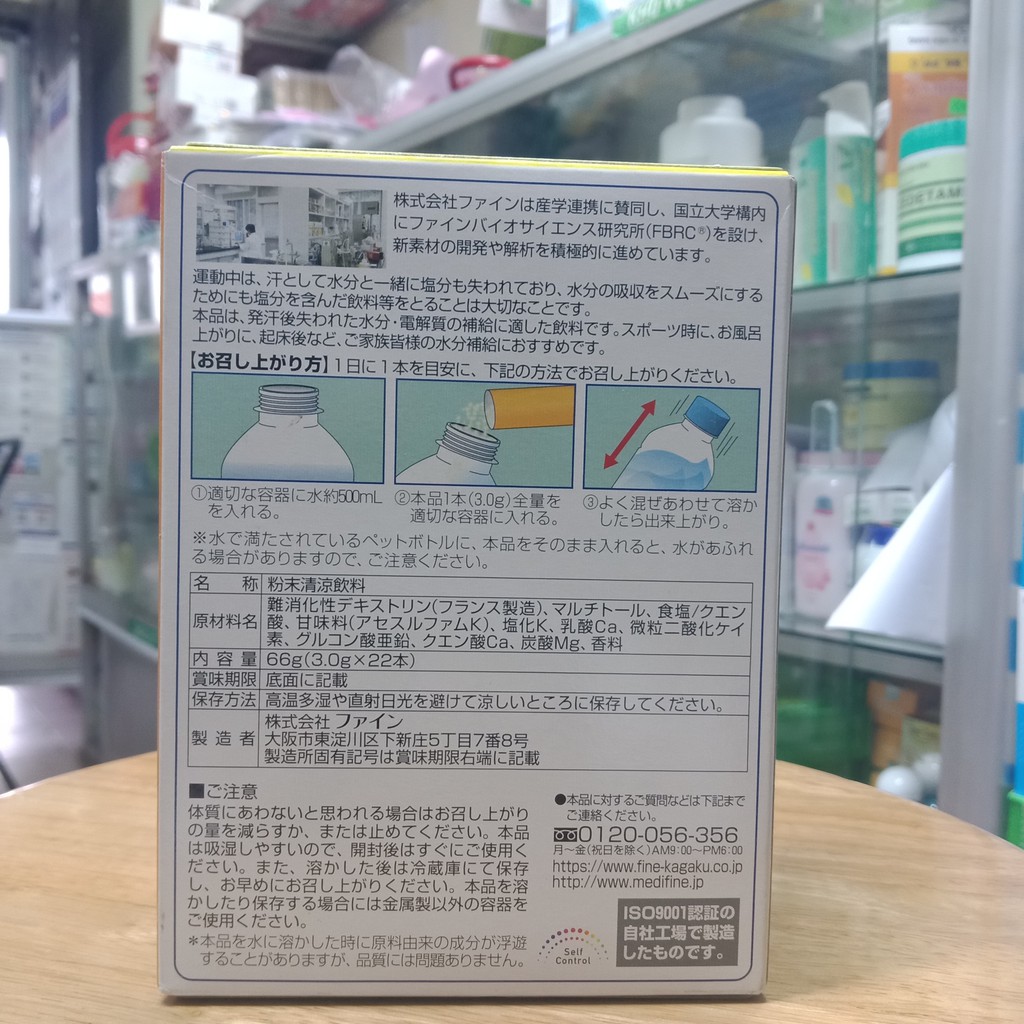 株式会社ファインは産学連携に賛同し、国立大学構内
にファインバイオサイエンス研究所(FBRC®)を設け、
新素材の開発や解析を積極的に進めています。
運動中は、汗として水分と一緒に塩分も失われており、水分の吸収をスムーズにする
ためにも塩分を含んだ飲料等をとることは大切なことです。
本品は、発汗後失われた水分・電解質の補給に適した飲料です。スポーツ時に、お風呂
上がりに、起床後など、ご家族皆様の水分補給におすすめです。
【お召し上がり方】1日に1本を目安に、下記の方法でお召し上がりください。
①適切な容器に水約500mL
を入れる。
②本品1本(3.0g)全量を
適切な容器に入れる。
③よく混ぜあわせて溶か
したら出来上がり。
※水で満たされているペットボトルに、本品をそのまま入れると、水があふれ
る場合がありますので、ご注意ください。
名 称 粉末清涼飲料
原材料名 難消化性デキストリン(フランス製造)、マルチトール、食塩/クエン
酸、甘味料(アセスルファムK)、塩化K、乳酸Ca、微粒二酸化ケイ
素、グルコン酸亜鉛、クエン酸Ca、炭酸Mg、香料
内 容 量 66g(3.0g×22本)
賞味期限 底面に記載
保存方法 高温多湿や直射日光を避けて涼しいところに保存してください。
製 造 者 株式会社 ファイン
大阪市東淀川区下新庄5丁目7番8号
製造所固有記号は賞味期限右端に記載
■ご注意
体質にあわないと思われる場合はお召し上がり
の量を減らすか、または止めてください。本品
は吸湿しやすいので、開封後はすぐにご使用く
ださい。また、溶かした後は冷蔵庫にて保存
し、お早めにお召し上がりください。本品を溶
かしたり保存する場合には金属製以外の容器を
ご使用ください。
*本品を水に溶かした時に原料由来の成分が浮遊
することがありますが、品質には問題ありません。
●本品に対するご質問などは下記まで
ご連絡ください。
0120-056-356
月〜金(祝日を除く)AM9:00〜PM6:00
https://www.fine-kagaku.co.jp
http://www.medifine.jp
Self
Control
ISO9001認証の
自社工場で製造
したものです。